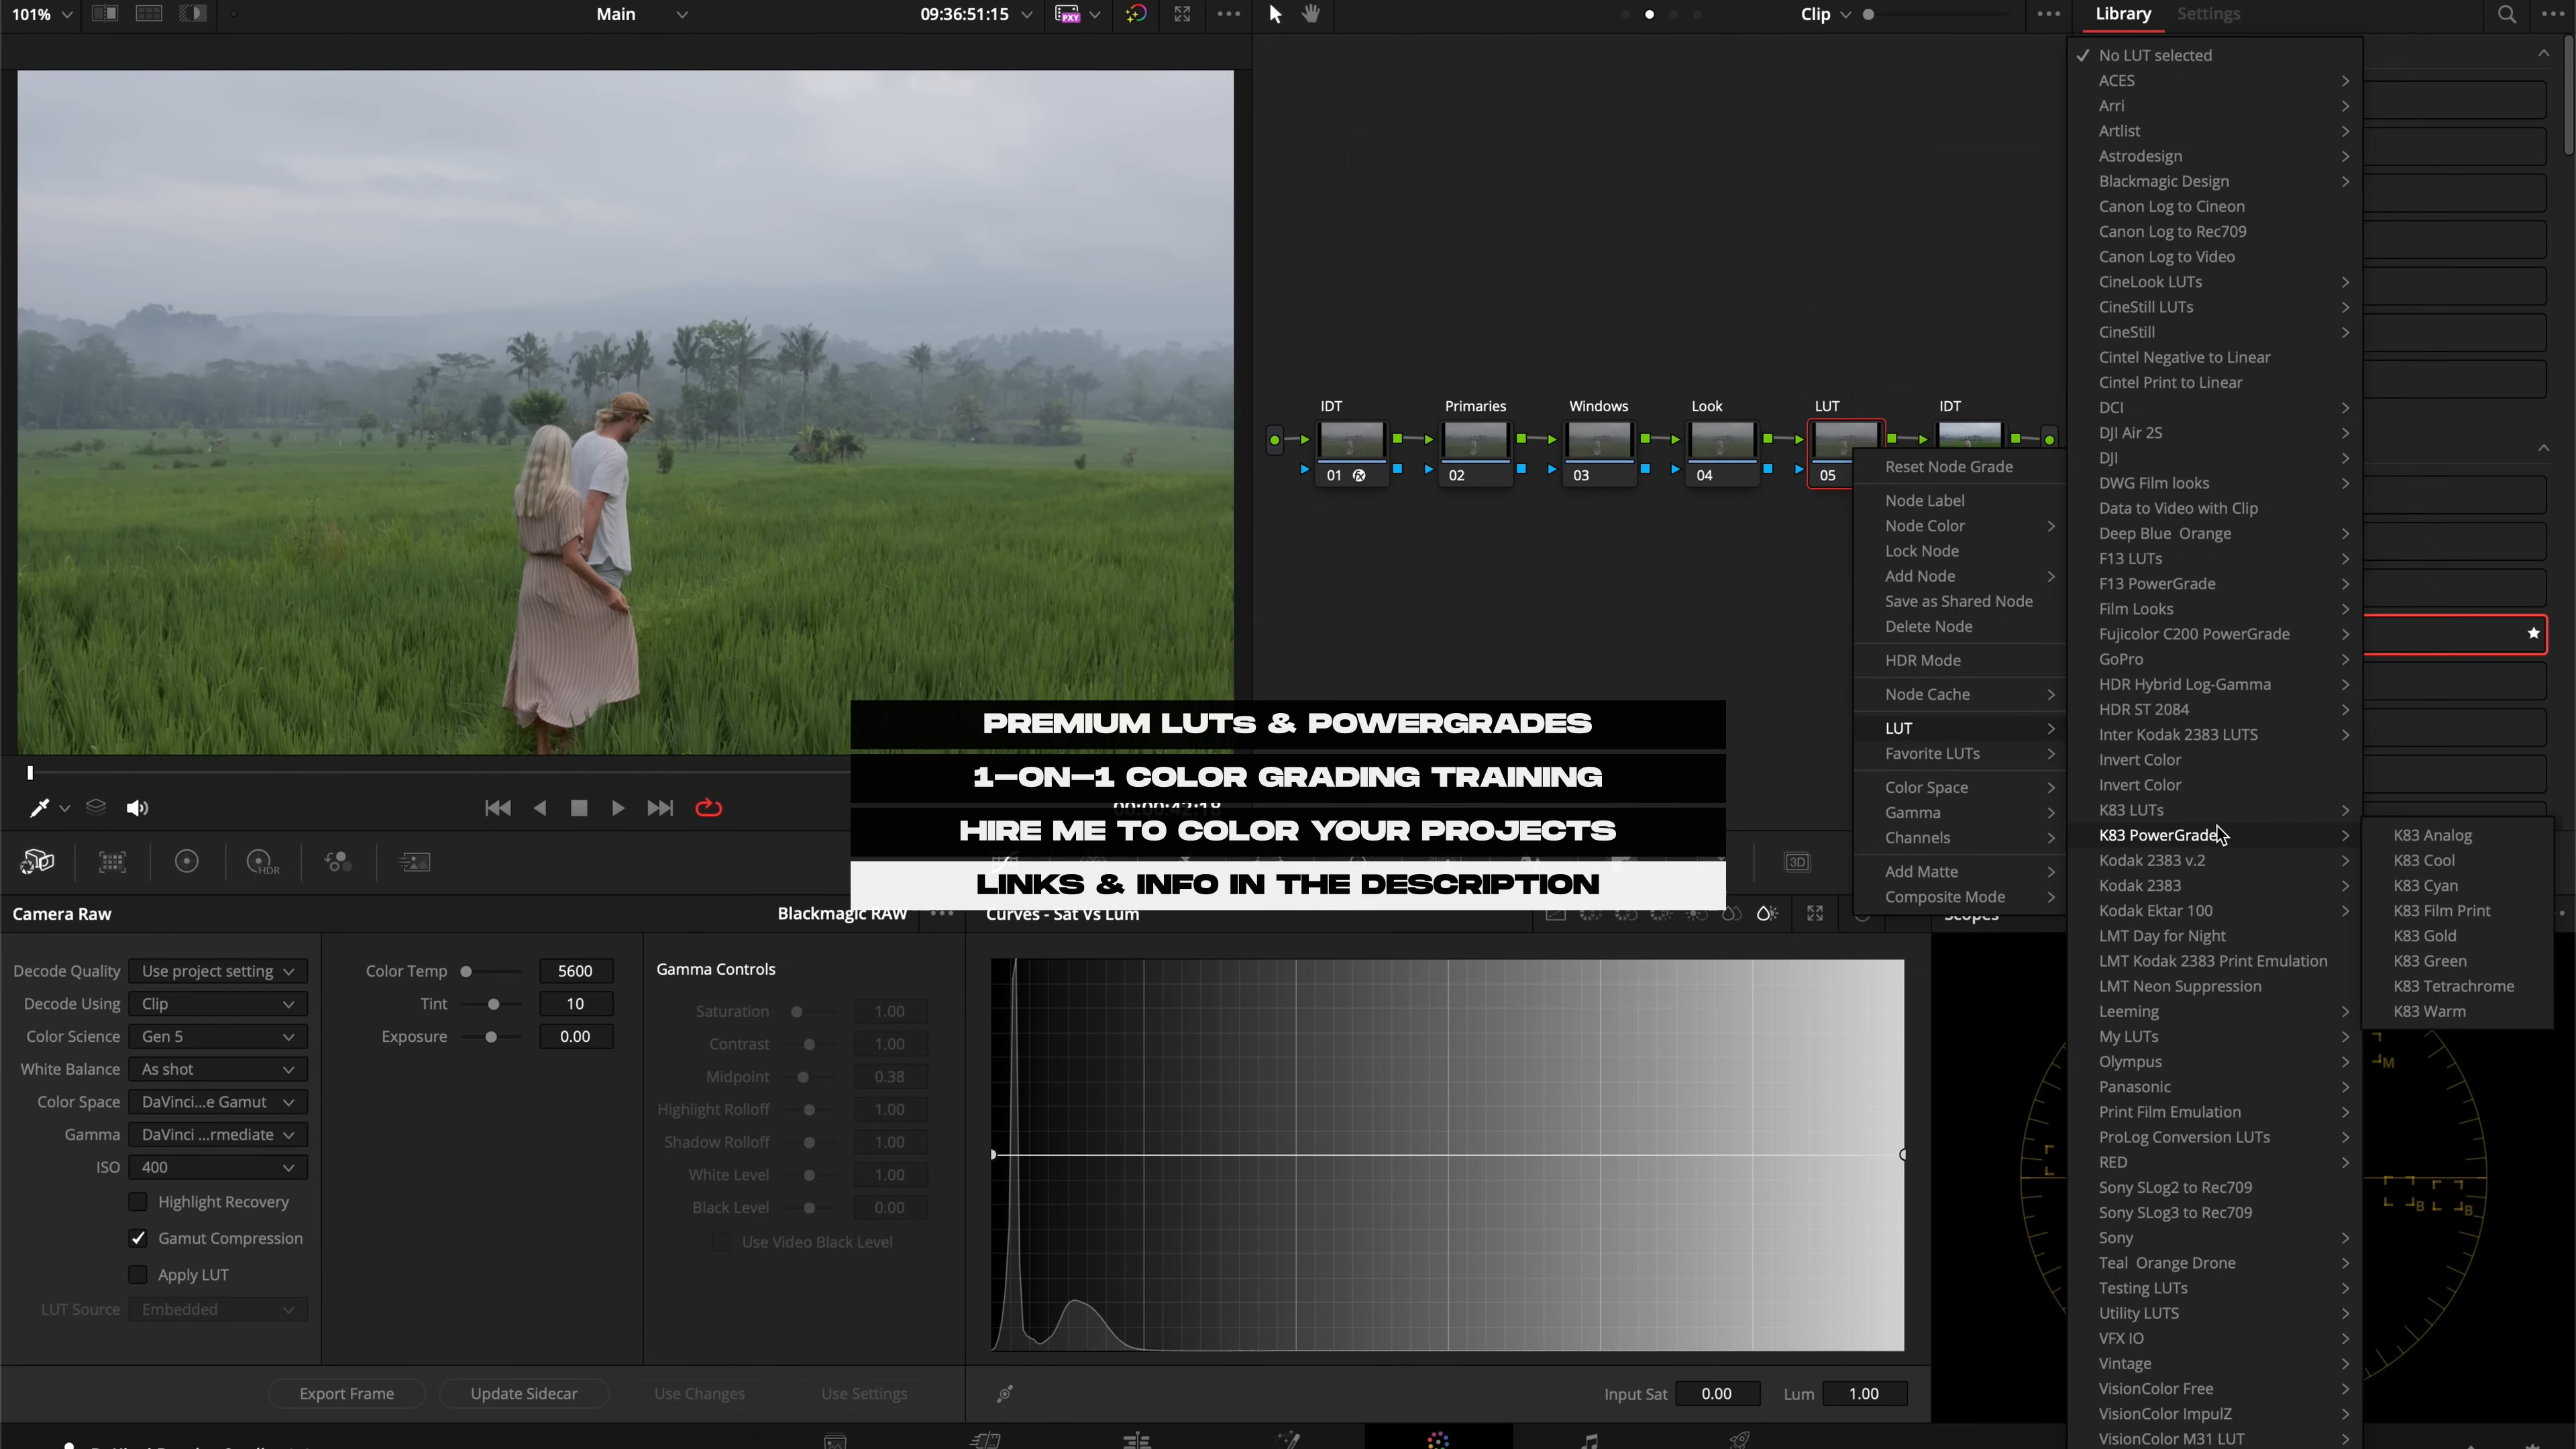 101%
Main
09:36:51:15
PXY
Clip
Library
Settings
IDT
Primaries
Windows
Look
LUT
IDT
01
02
03
04
05
Reset Node Grade
Node Label
Node Color
Lock Node
Add Node
Save as Shared Node
Delete Node
HDR Mode
Node Cache
LUT
Favorite LUTs
Color Space
Gamma
Channels
Add Matte
Composite Mode
No LUT selected
ACES
Arri
Artlist
Astrodesign
Blackmagic Design
Canon Log to Cineon
Canon Log to Rec709
Canon Log to Video
CineLook LUTs
CineStill LUTs
CineStill
Cintel Negative to Linear
Cintel Print to Linear
DCI
DJI Air 2S
DJI
DWG Film looks
Data to Video with Clip
Deep Blue  Orange
F13 LUTs
F13 PowerGrade
Film Looks
Fujicolor C200 PowerGrade
GoPro
HDR Hybrid Log-Gamma
HDR ST 2084
Inter Kodak 2383 LUTS
Invert Color
Invert Color
K83 LUTs
K83 PowerGrade
Kodak 2383 v.2
Kodak 2383
Kodak Ektar 100
LMT Day for Night
LMT Kodak 2383 Print Emulation
LMT Neon Suppression
Leeming
My LUTs
Olympus
Panasonic
Print Film Emulation
ProLog Conversion LUTs
RED
Sony SLog2 to Rec709
Sony SLog3 to Rec709
Sony
Teal  Orange Drone
Testing LUTs
Utility LUTS
VFX IO
Vintage
VisionColor Free
VisionColor ImpulZ
VisionColor M31 LUT
K83 Analog
K83 Cool
K83 Cyan
K83 Film Print
K83 Gold
K83 Green
K83 Tetrachrome
K83 Warm
PREMIUM LUTs & POWERGRADES
1-ON-1 COLOR GRADING TRAINING
HIRE ME TO COLOR YOUR PROJECTS
LINKS & INFO IN THE DESCRIPTION
HDR
3D
Camera Raw
Blackmagic RAW
Decode Quality
Use project setting
Decode Using
Clip
Color Science
Gen 5
White Balance
As shot
Color Space
DaVinci...e Gamut
Gamma
DaVinci ...rmediate
ISO
400
Highlight Recovery
Gamut Compression
Apply LUT
LUT Source
Embedded
Color Temp
5600
Tint
10
Exposure
0.00
Gamma Controls
Saturation
1.00
Contrast
1.00
Midpoint
0.38
Highlight Rolloff
1.00
Shadow Rolloff
1.00
White Level
1.00
Black Level
0.00
Use Video Black Level
Export Frame
Update Sidecar
Use Changes
Use Settings
Curves - Sat Vs Lum
Input Sat
0.00
Lum
1.00
Scopes
M
B
B